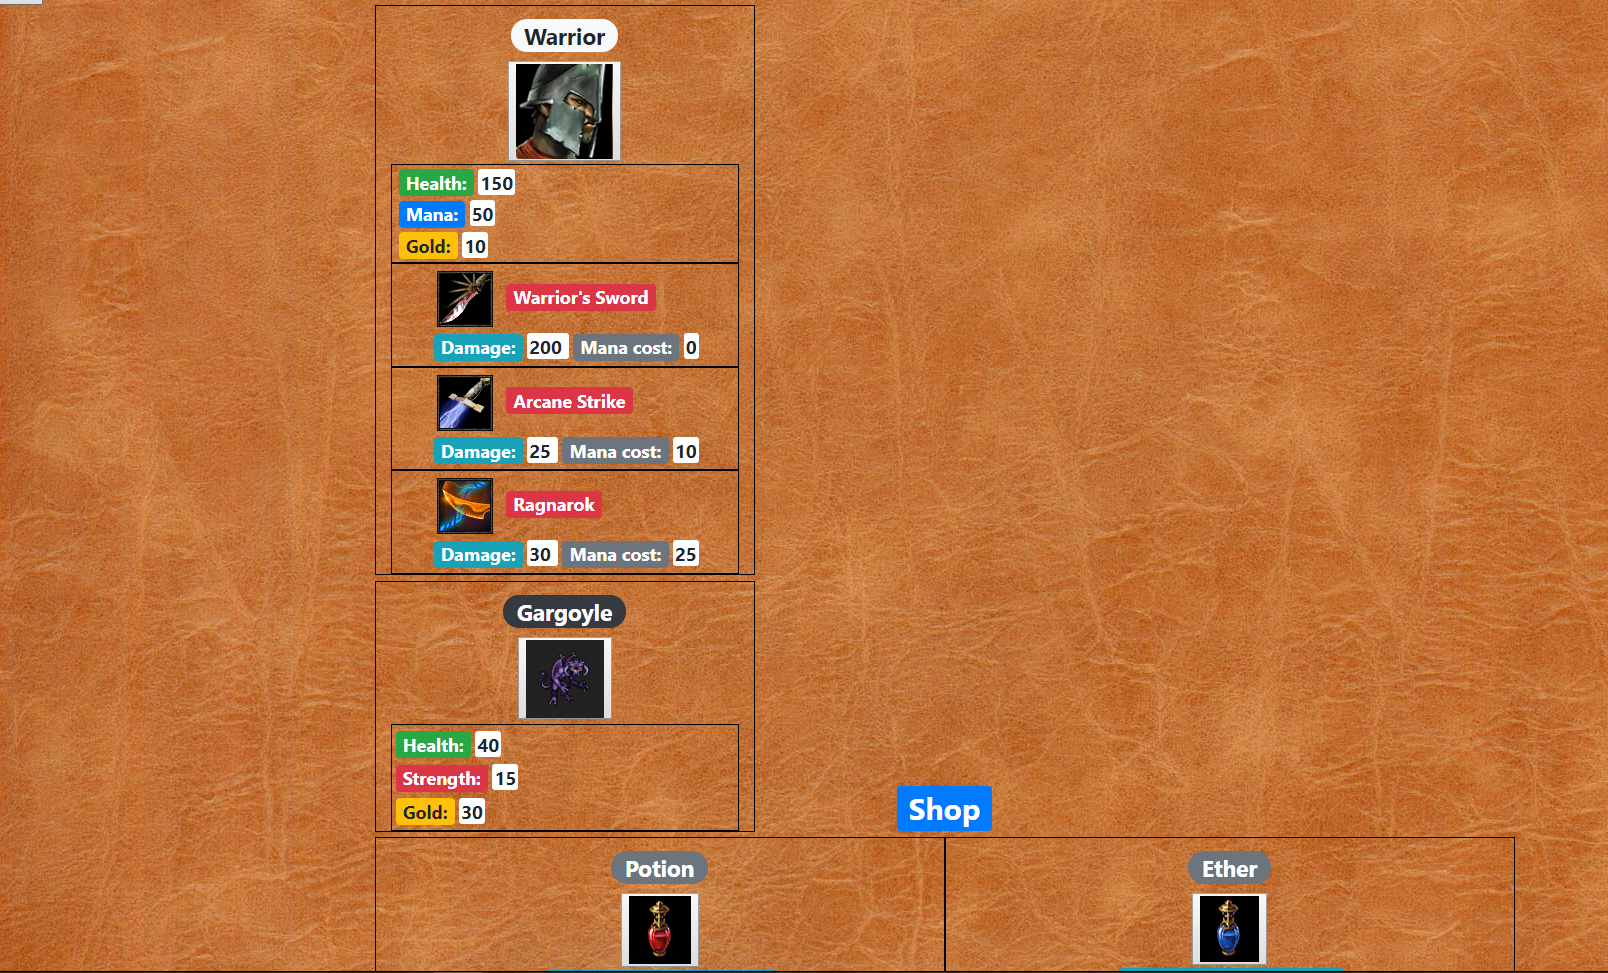 Warrior
Health: 150
Mana: 50
Gold: 10
Warrior's Sword
Damage: 200 Mana cost: 0
Arcane Strike
Damage: 25 Mana cost: 10
Ragnarok
Damage: 30 Mana cost: 25
Gargoyle
Health: 40
Strength: 15
Gold: 30
Shop
Potion
Ether